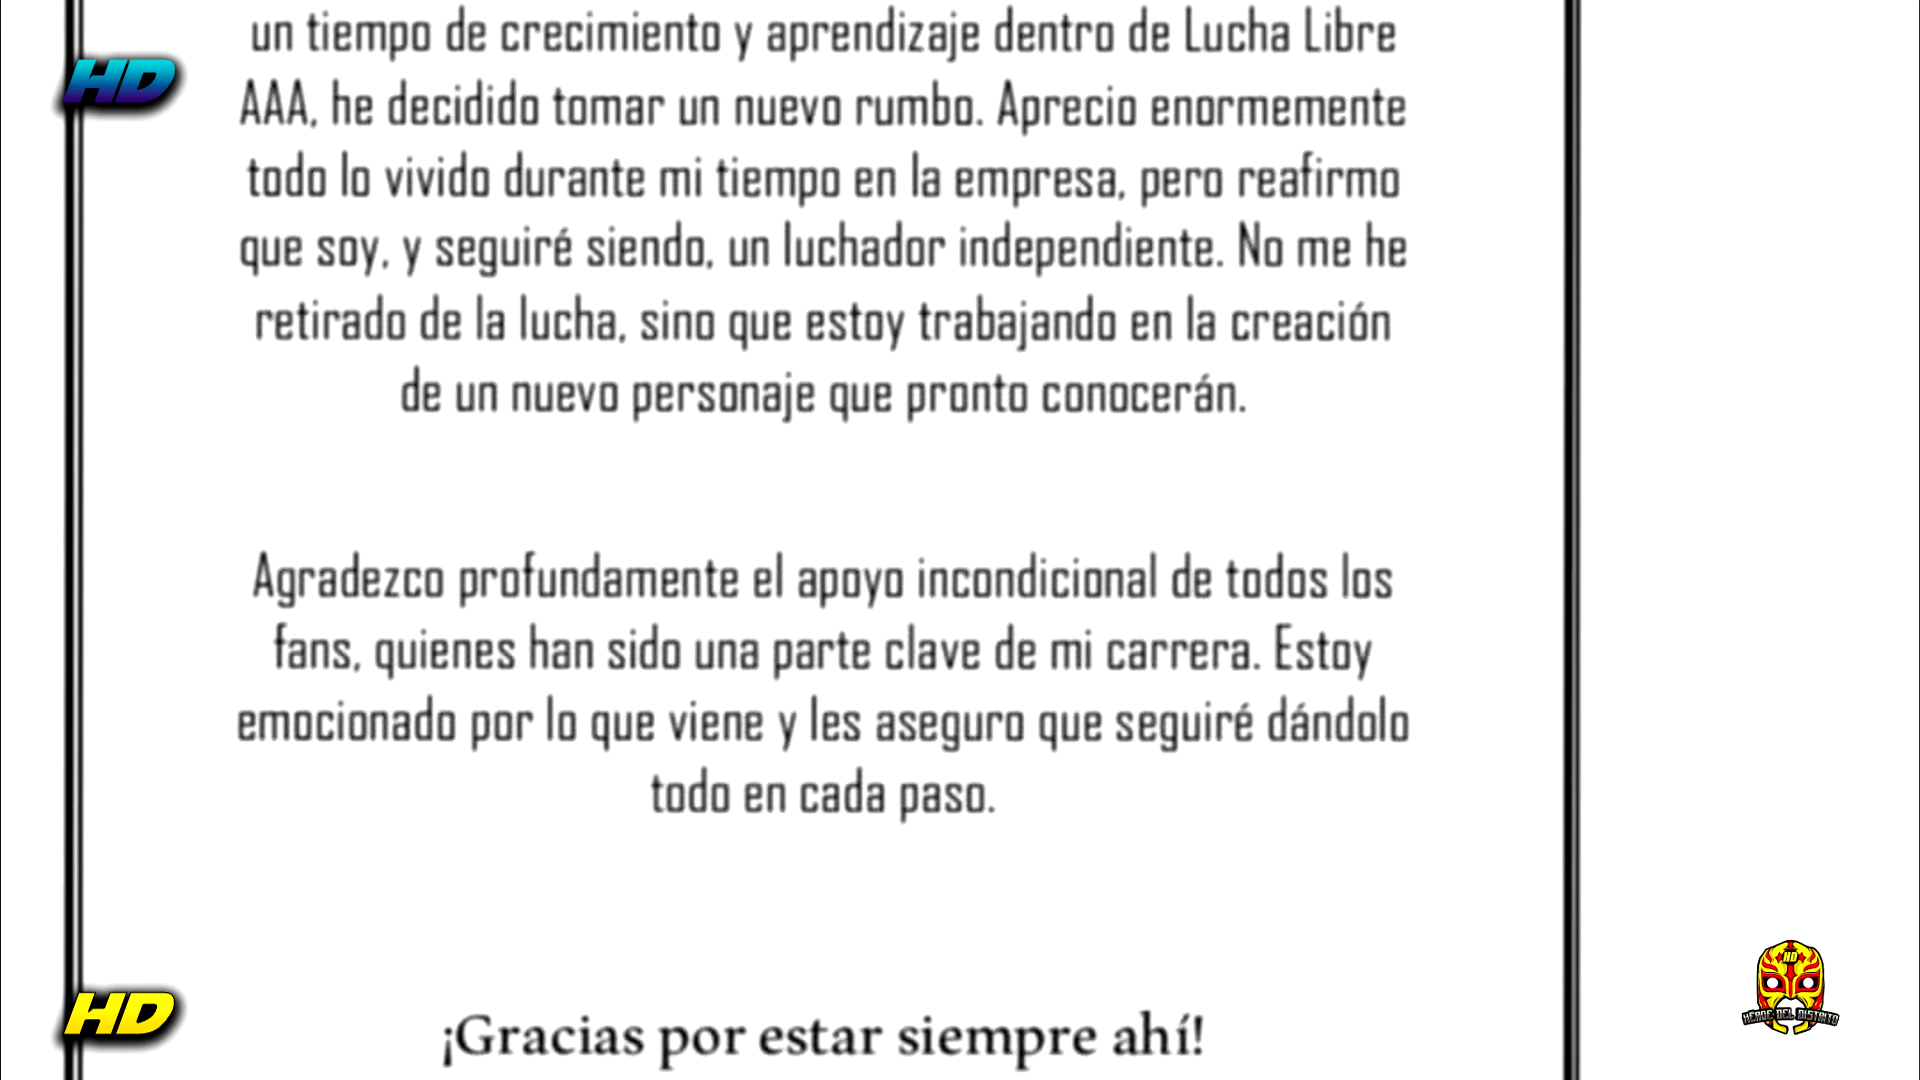 un tiempo de crecimiento y aprendizaje dentro de Lucha Libre
HD
AAA, he decidido tomar un nuevo rumbo. Aprecio enormemente
todo lo vivido durante mi tiempo en la empresa, pero reafirmo
que soy, y seguiré siendo, un luchador independiente. No me he
retirado de la lucha, sino que estoy trabajando en la creación
de un nuevo personaje que pronto conocerán.
Agradezco profundamente el apoyo incondicional de todos los
fans, quienes han sido una parte clave de mi carrera. Estoy
emocionado por lo que viene y les aseguro que seguiré dándolo
todo en cada paso.
HD
HÉROE DEL DISTRITO
HD
¡Gracias por estar siempre ahí!